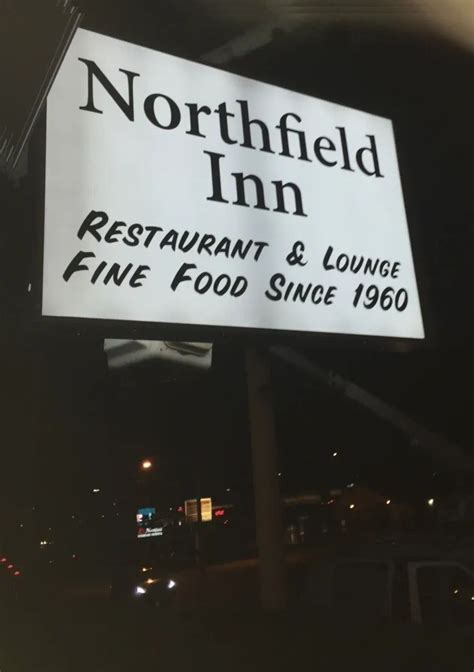 Northfield
Inn
RESTAURANT & LOUNGE
FINE FOOD SINCE 1960